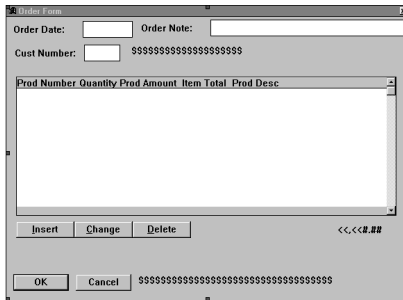 Order Form
Order Date: Order Note:
Cust Number: $$$$$$$$$$$$$$$$$$$$
Prod Number Quantity Prod Amount Item Total Prod Desc
Insert Change Delete <<,<<#.##
OK Cancel $$$$$$$$$$$$$$$$$$$$$$$$$$$$$$$$$$$